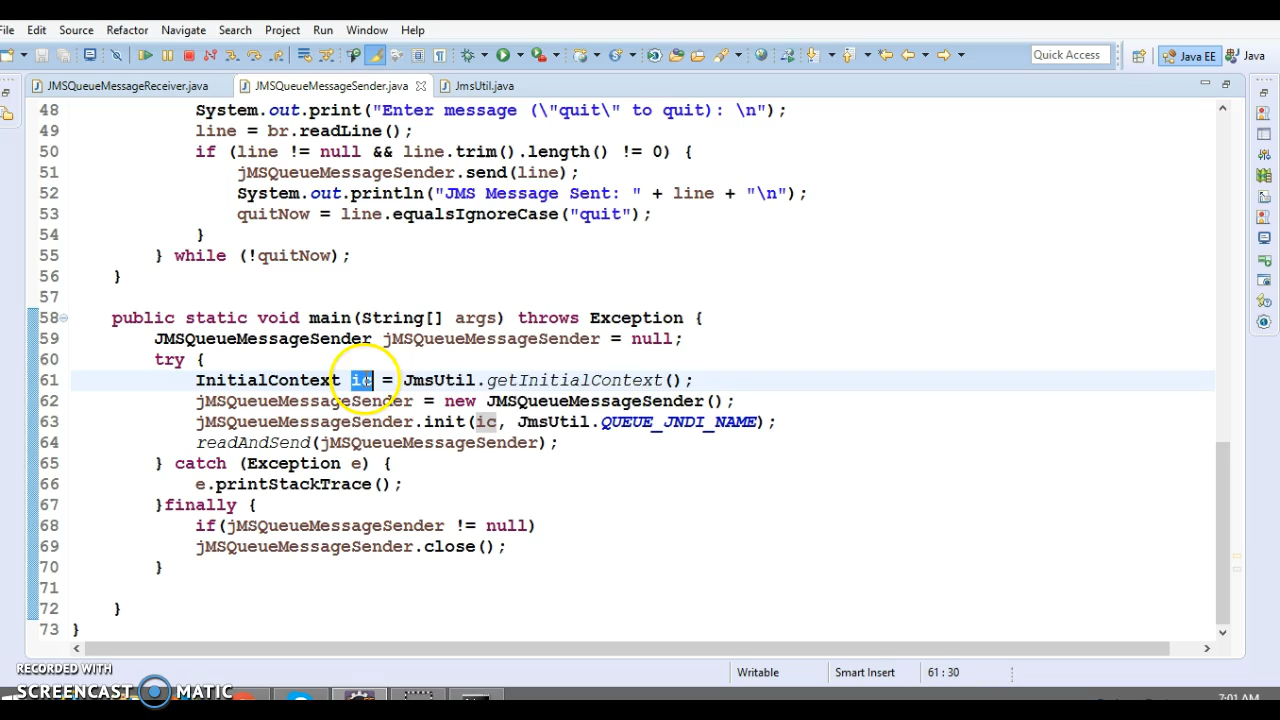 File Edit Source Refactor Navigate Search Project Run Window Help
Quick Access Java EE Java
JMSQueueMessageReceiver.java JMSQueueMessageSender.java JmsUtil.java
48 System.out.print("Enter message (\"quit\" to quit): \n");
49 line = br.readLine();
50 if (line != null && line.trim().length() != 0) {
51 jMSQueueMessageSender.send(line);
52 System.out.println("JMS Message Sent: " + line + "\n");
53 quitNow = line.equalsIgnoreCase("quit");
54 }
55 } while (!quitNow);
56 }
57
58 public static void main(String[] args) throws Exception {
59 JMSQueueMessageSender jMSQueueMessageSender = null;
60 try {
61 InitialContext ic = JmsUtil.getInitialContext();
62 jMSQueueMessageSender = new JMSQueueMessageSender();
63 jMSQueueMessageSender.init(ic, JmsUtil.QUEUE_JNDI_NAME);
64 readAndSend(jMSQueueMessageSender);
65 } catch (Exception e) {
66 e.printStackTrace();
67 }finally {
68 if(jMSQueueMessageSender != null)
69 jMSQueueMessageSender.close();
70 }
71
72 }
73 }
Writable Smart Insert 61 : 30
RECORDED WITH
SCREENCAST MATIC
7:01 AM